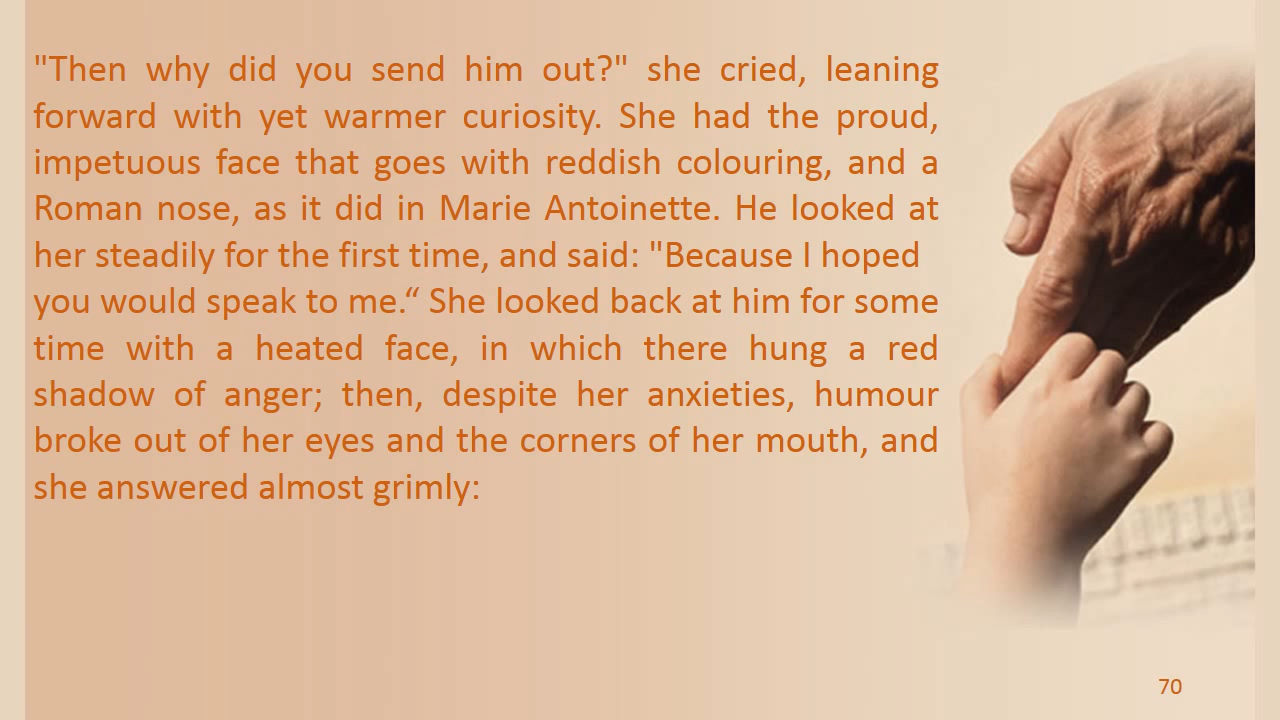 "Then why did you send him out?" she cried, leaning
forward with yet warmer curiosity. She had the proud,
impetuous face that goes with reddish colouring, and a
Roman nose, as it did in Marie Antoinette. He looked at
her steadily for the first time, and said: "Because I hoped
you would speak to me.“ She looked back at him for some
time with a heated face, in which there hung a red
shadow of anger; then, despite her anxieties, humour
broke out of her eyes and the corners of her mouth, and
she answered almost grimly:
70